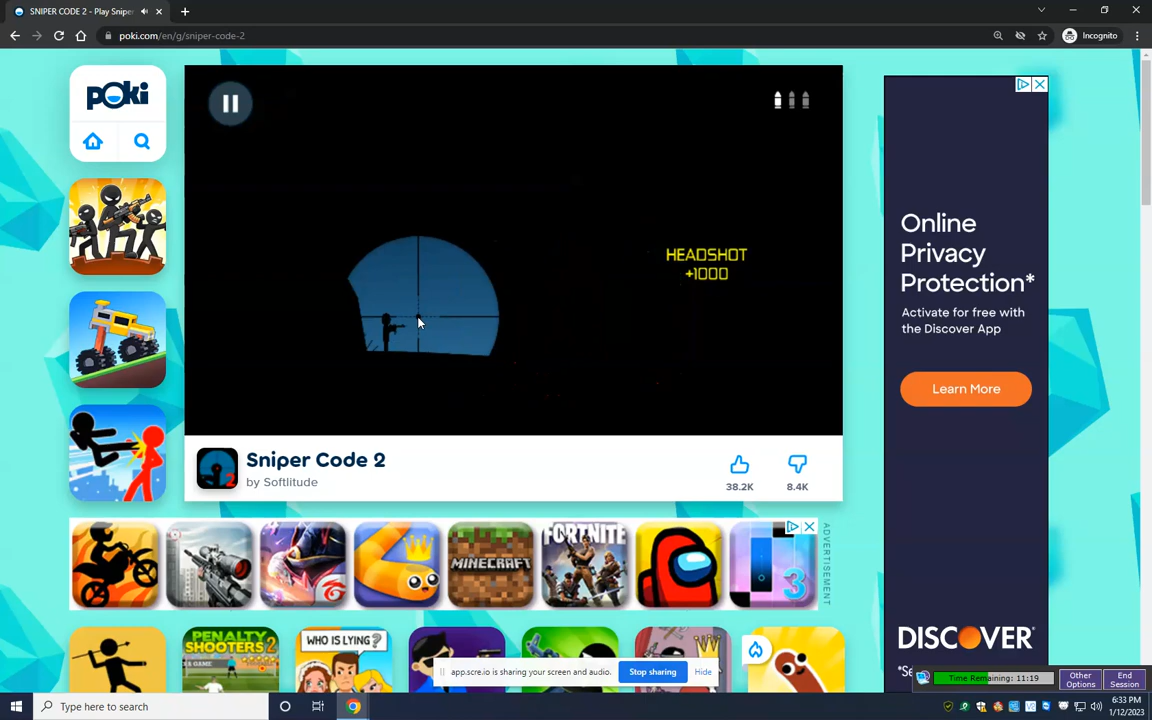 SNIPER CODE 2 - Play Sniper
poki.com/en/g/sniper-code-2
Incognito
poki
HEADSHOT
+1000
Sniper Code 2
by Softlitude
38.2K
8.4K
Online
Privacy
Protection*
Activate for free with
the Discover App
Learn More
DISCOVER
ADVERTISEMENT
MINECRAFT
FORTNITE
3
PENALTY
SHOOTERS 2
WHO IS LYING?
app.scre.io is sharing your screen and audio.
Stop sharing
Hide
Time Remaining: 11:19
Other
Options
End
Session
Type here to search
6:33 PM
1/12/2023